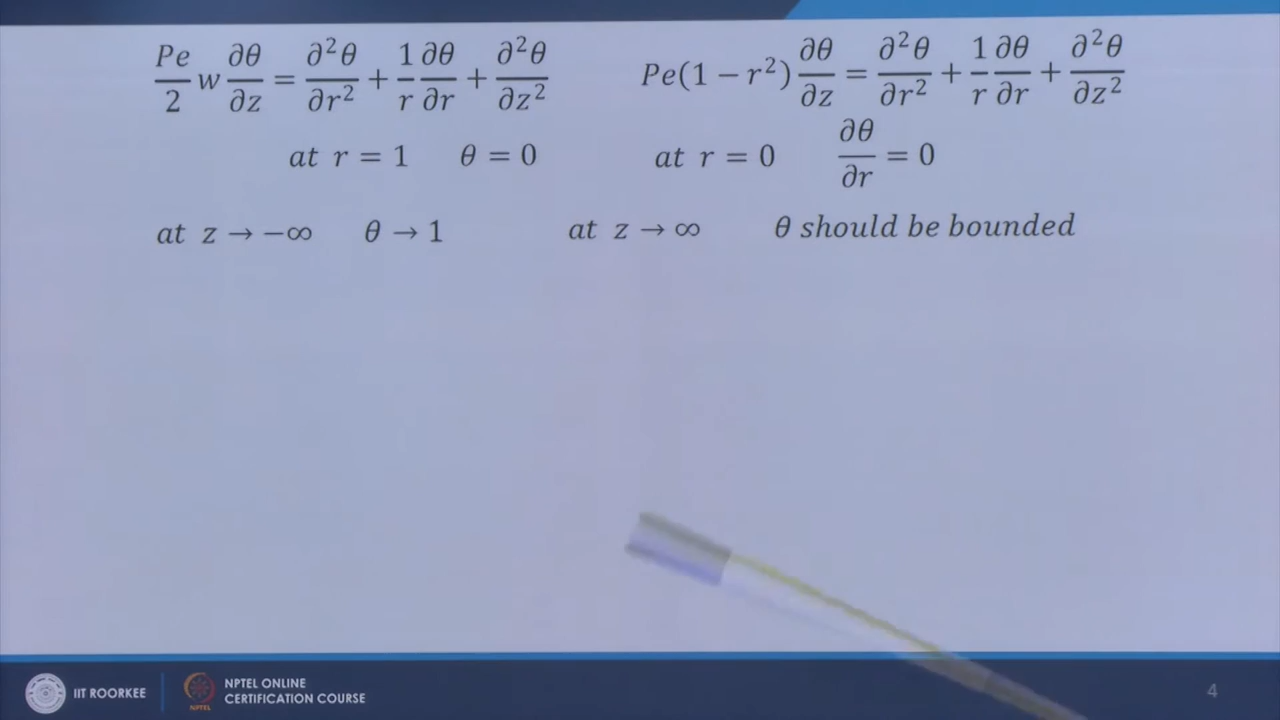 Pe/2 w ∂θ/∂z = ∂²θ/∂r² + 1/r ∂θ/∂r + ∂²θ/∂z²
Pe(1 − r²) ∂θ/∂z = ∂²θ/∂r² + 1/r ∂θ/∂r + ∂²θ/∂z²
at r = 1 θ = 0
at r = 0 ∂θ/∂r = 0
at z → −∞ θ → 1
at z → ∞ θ should be bounded
IIT ROORKEE
NPTEL
NPTEL ONLINE
CERTIFICATION COURSE
4